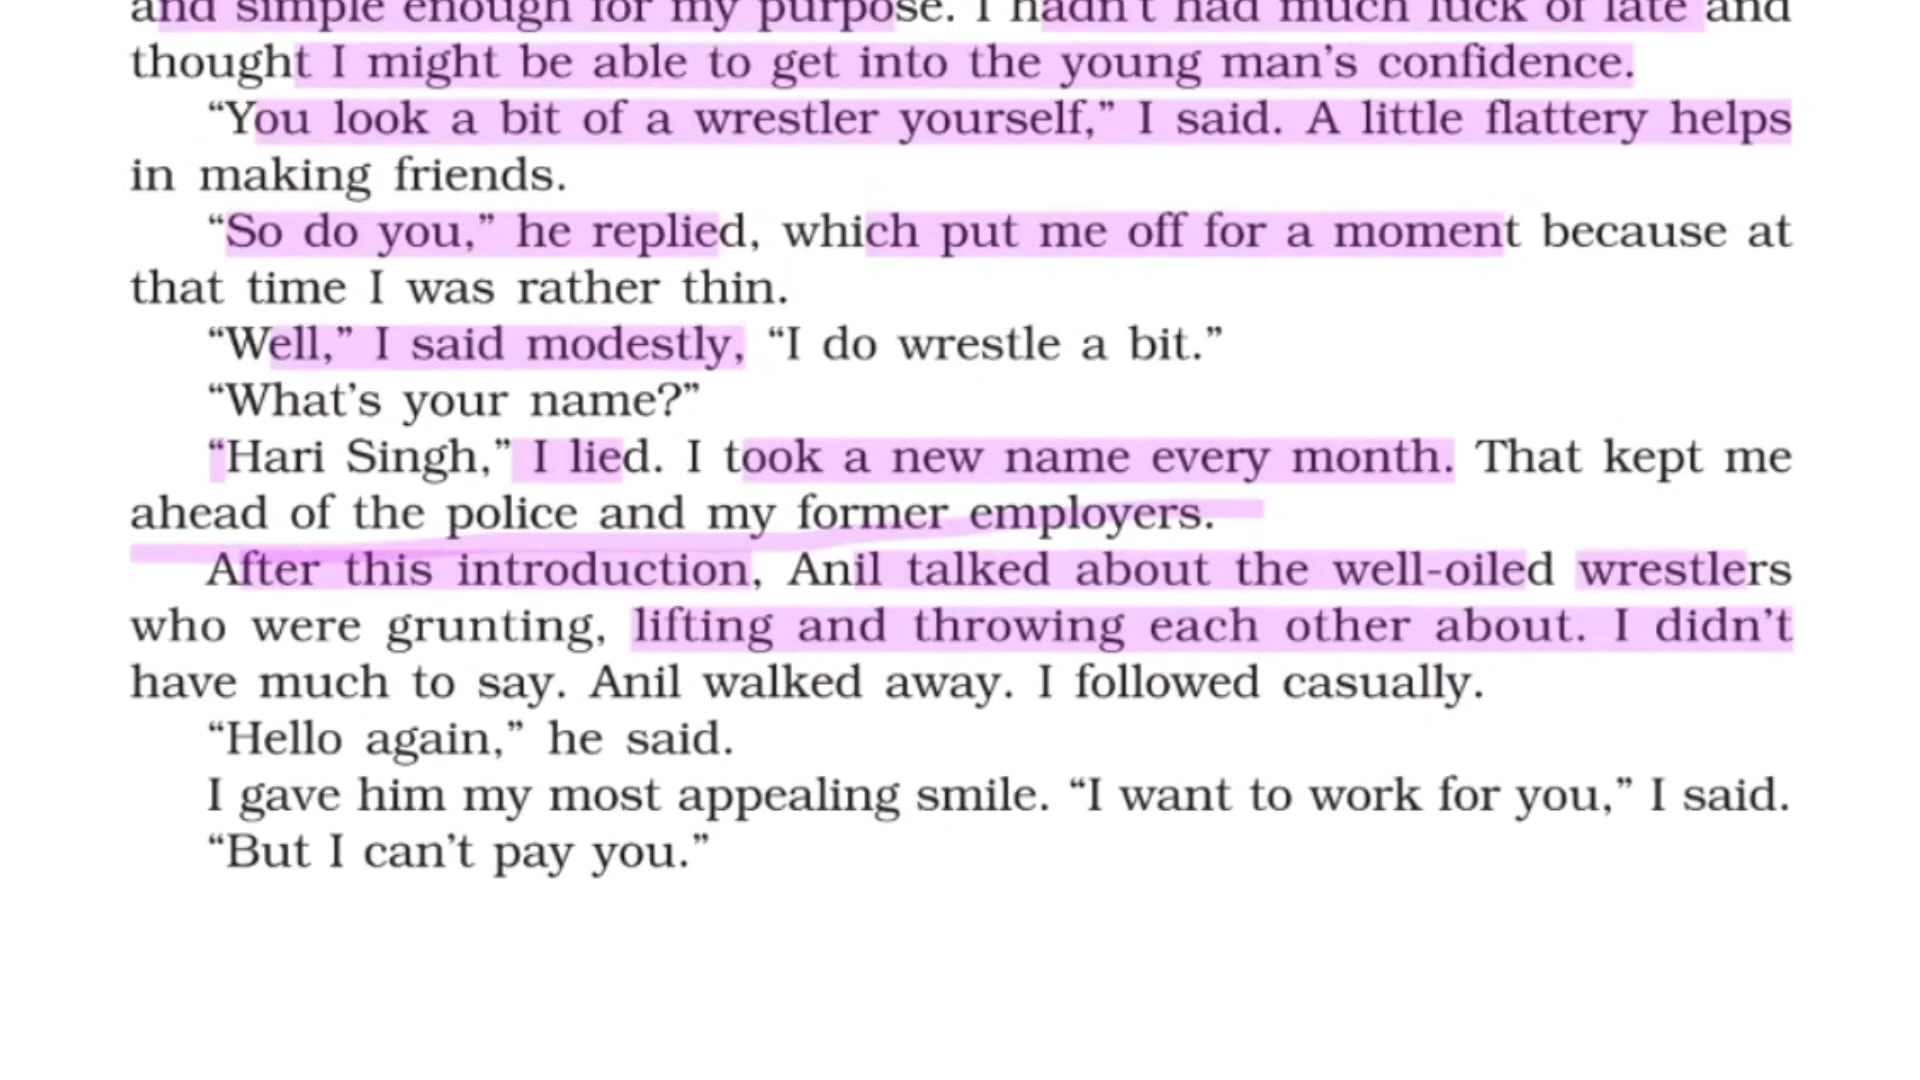 and simple enough for my purpose. I hadn't had much luck of late and
thought I might be able to get into the young man's confidence.
“You look a bit of a wrestler yourself,” I said. A little flattery helps
in making friends.
“So do you,” he replied, which put me off for a moment because at
that time I was rather thin.
“Well,” I said modestly, “I do wrestle a bit.”
“What's your name?”
“Hari Singh,” I lied. I took a new name every month. That kept me
ahead of the police and my former employers.
After this introduction, Anil talked about the well-oiled wrestlers
who were grunting, lifting and throwing each other about. I didn't
have much to say. Anil walked away. I followed casually.
“Hello again,” he said.
I gave him my most appealing smile. “I want to work for you,” I said.
“But I can't pay you.”